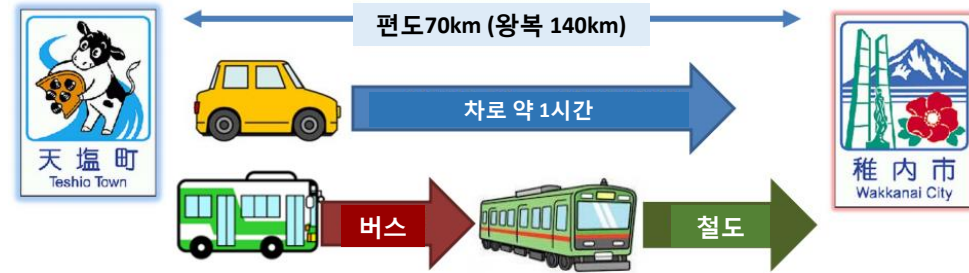 편도70km (왕복 140km)
차로 약 1시간
天塩町
Teshio Town
稚内市
Wakkanai City
버스
철도